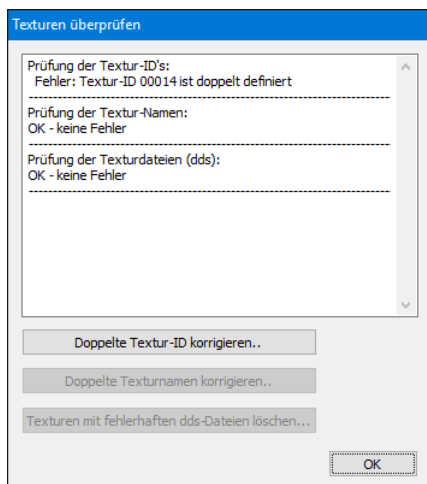 Texturen überprüfen
Prüfung der Textur-ID's:
Fehler: Textur-ID 00014 ist doppelt definiert
Prüfung der Textur-Namen:
OK - keine Fehler
Prüfung der Texturdateien (dds):
OK - keine Fehler
Doppelte Textur-ID korrigieren..
Doppelte Texturnamen korrigieren..
Texturen mit fehlerhaften dds-Dateien löschen...
OK